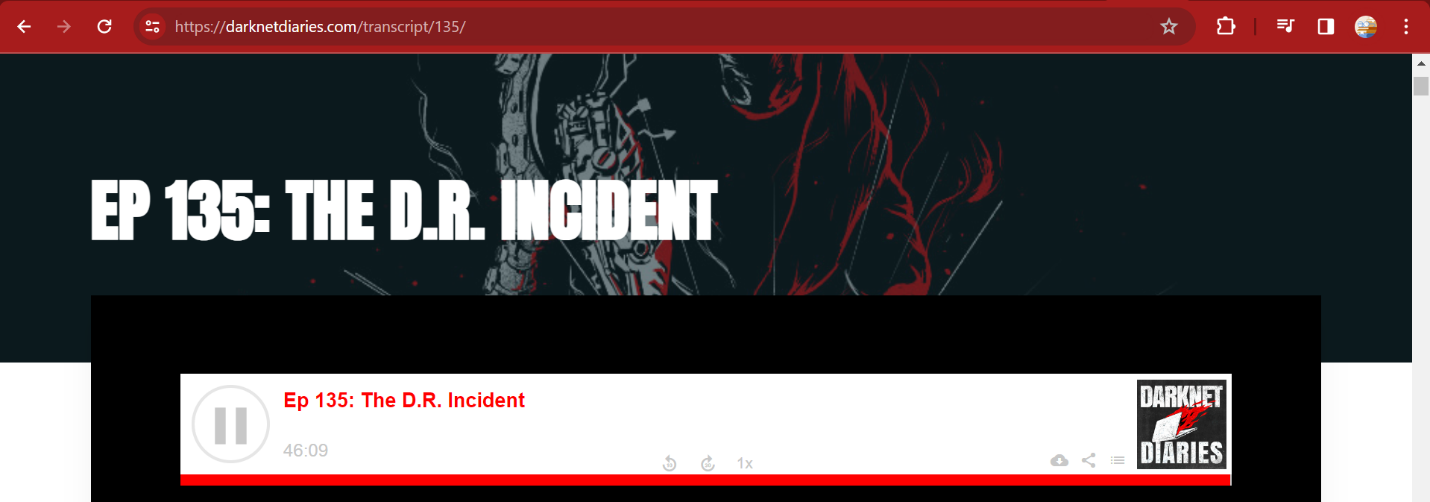 https://darknetdiaries.com/transcript/135/
EP 135: THE D.R. INCIDENT
Ep 135: The D.R. Incident
DARKNET
DIARIES
46:09
1x